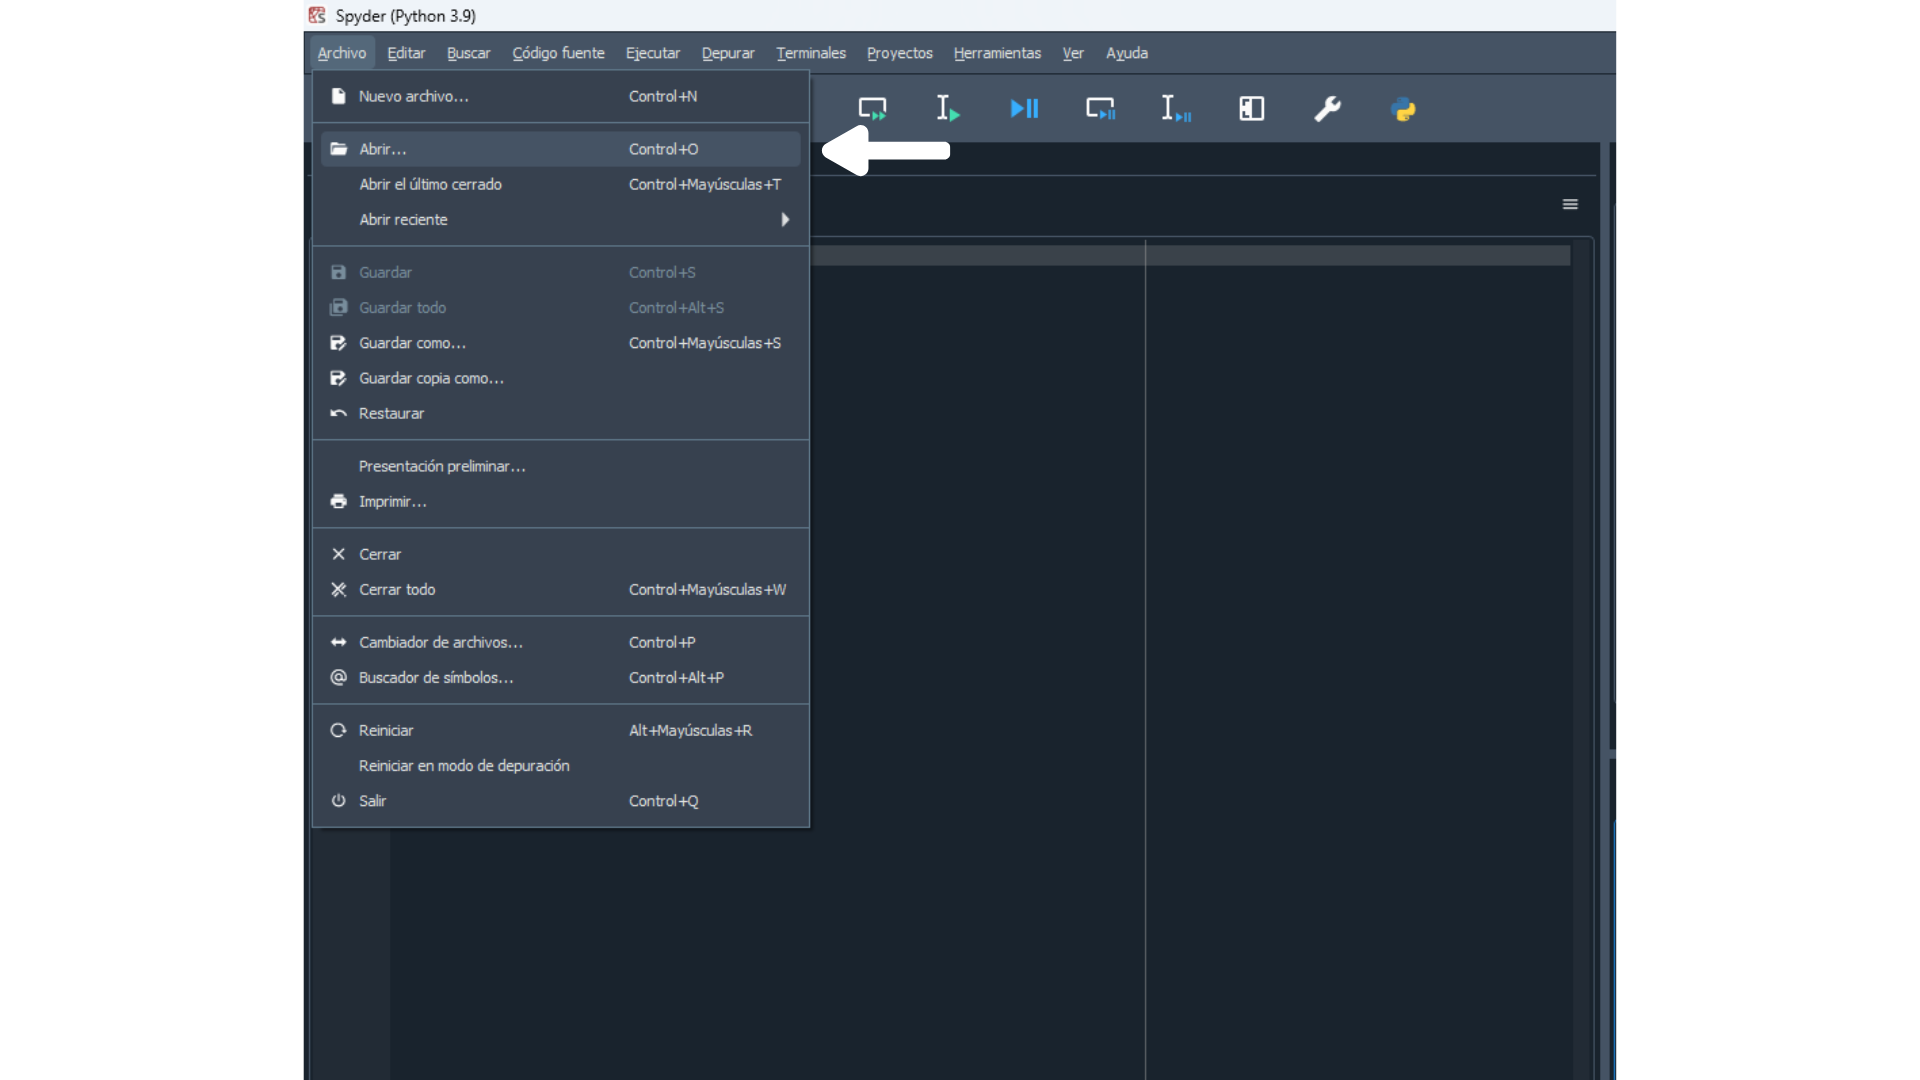 Spyder (Python 3.9)
Archivo Editar Buscar Código fuente Ejecutar Depurar Terminales Proyectos Herramientas Ver Ayuda
Nuevo archivo... Control+N
Abrir... Control+O
Abrir el último cerrado Control+Mayúsculas+T
Abrir reciente
Guardar Control+S
Guardar todo Control+Alt+S
Guardar como... Control+Mayúsculas+S
Guardar copia como...
Restaurar
Presentación preliminar...
Imprimir...
Cerrar
Cerrar todo Control+Mayúsculas+W
Cambiador de archivos... Control+P
Buscador de símbolos... Control+Alt+P
Reiniciar Alt+Mayúsculas+R
Reiniciar en modo de depuración
Salir Control+Q